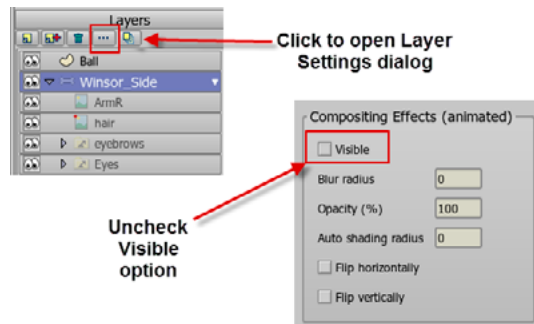 Layers
Click to open Layer
Settings dialog
Ball
Winsor_Side
ArmR
hair
eyebrows
Eyes
Compositing Effects (animated)
Visible
Blur radius 0
Opacity (%) 100
Auto shading radius 0
Flip horizontally
Flip vertically
Uncheck
Visible
option